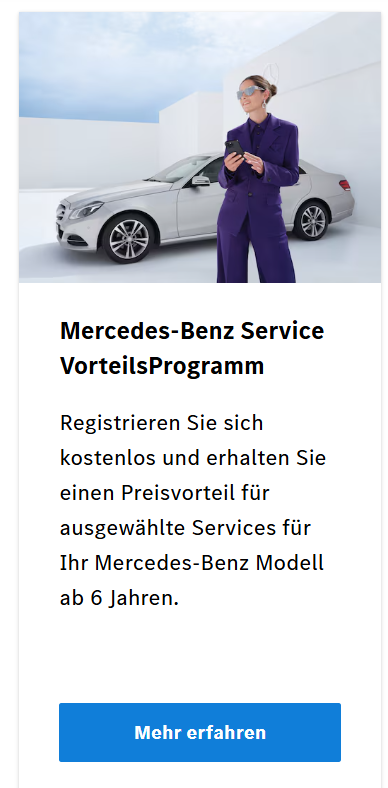 Mercedes-Benz Service
VorteilsProgramm
Registrieren Sie sich
kostenlos und erhalten Sie
einen Preisvorteil für
ausgewählte Services für
Ihr Mercedes-Benz Modell
ab 6 Jahren.
Mehr erfahren